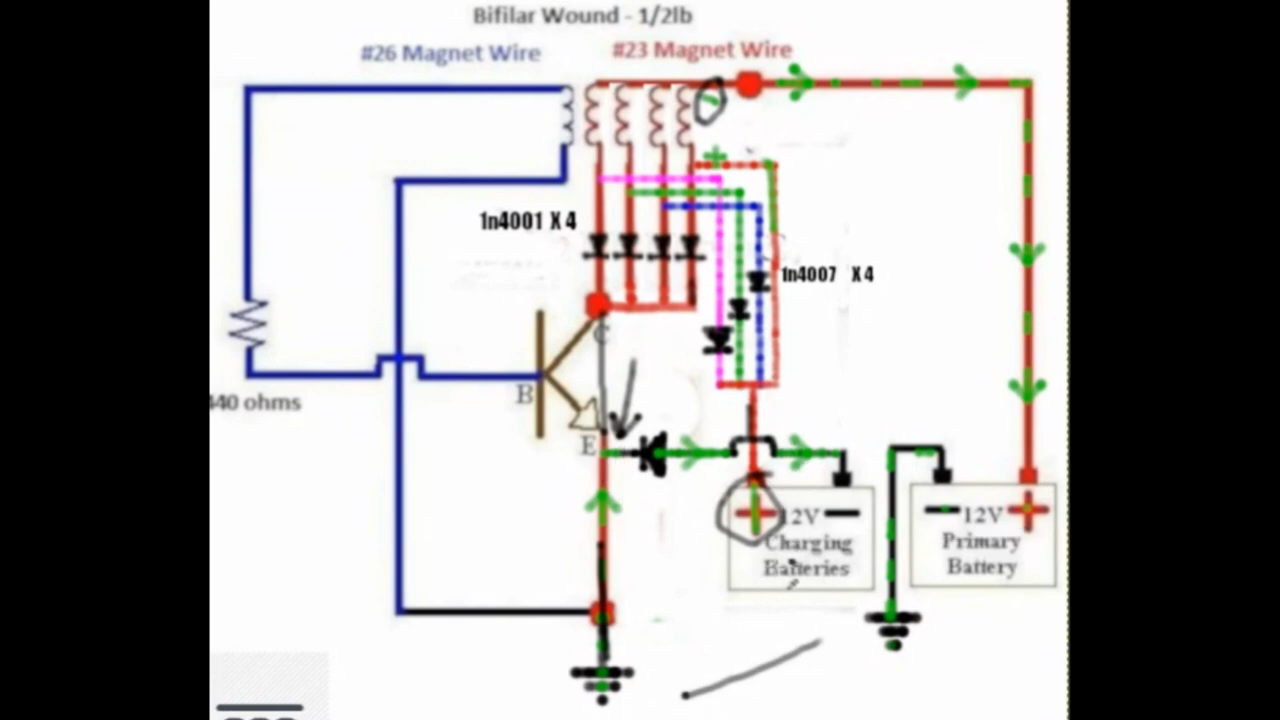 Bifilar Wound - 1/2lb
#26 Magnet Wire
#23 Magnet Wire
1n4001 X 4
1n4007 X 4
C
B
440 ohms
E
12V
Charging
Batteries
12V
Primary
Battery